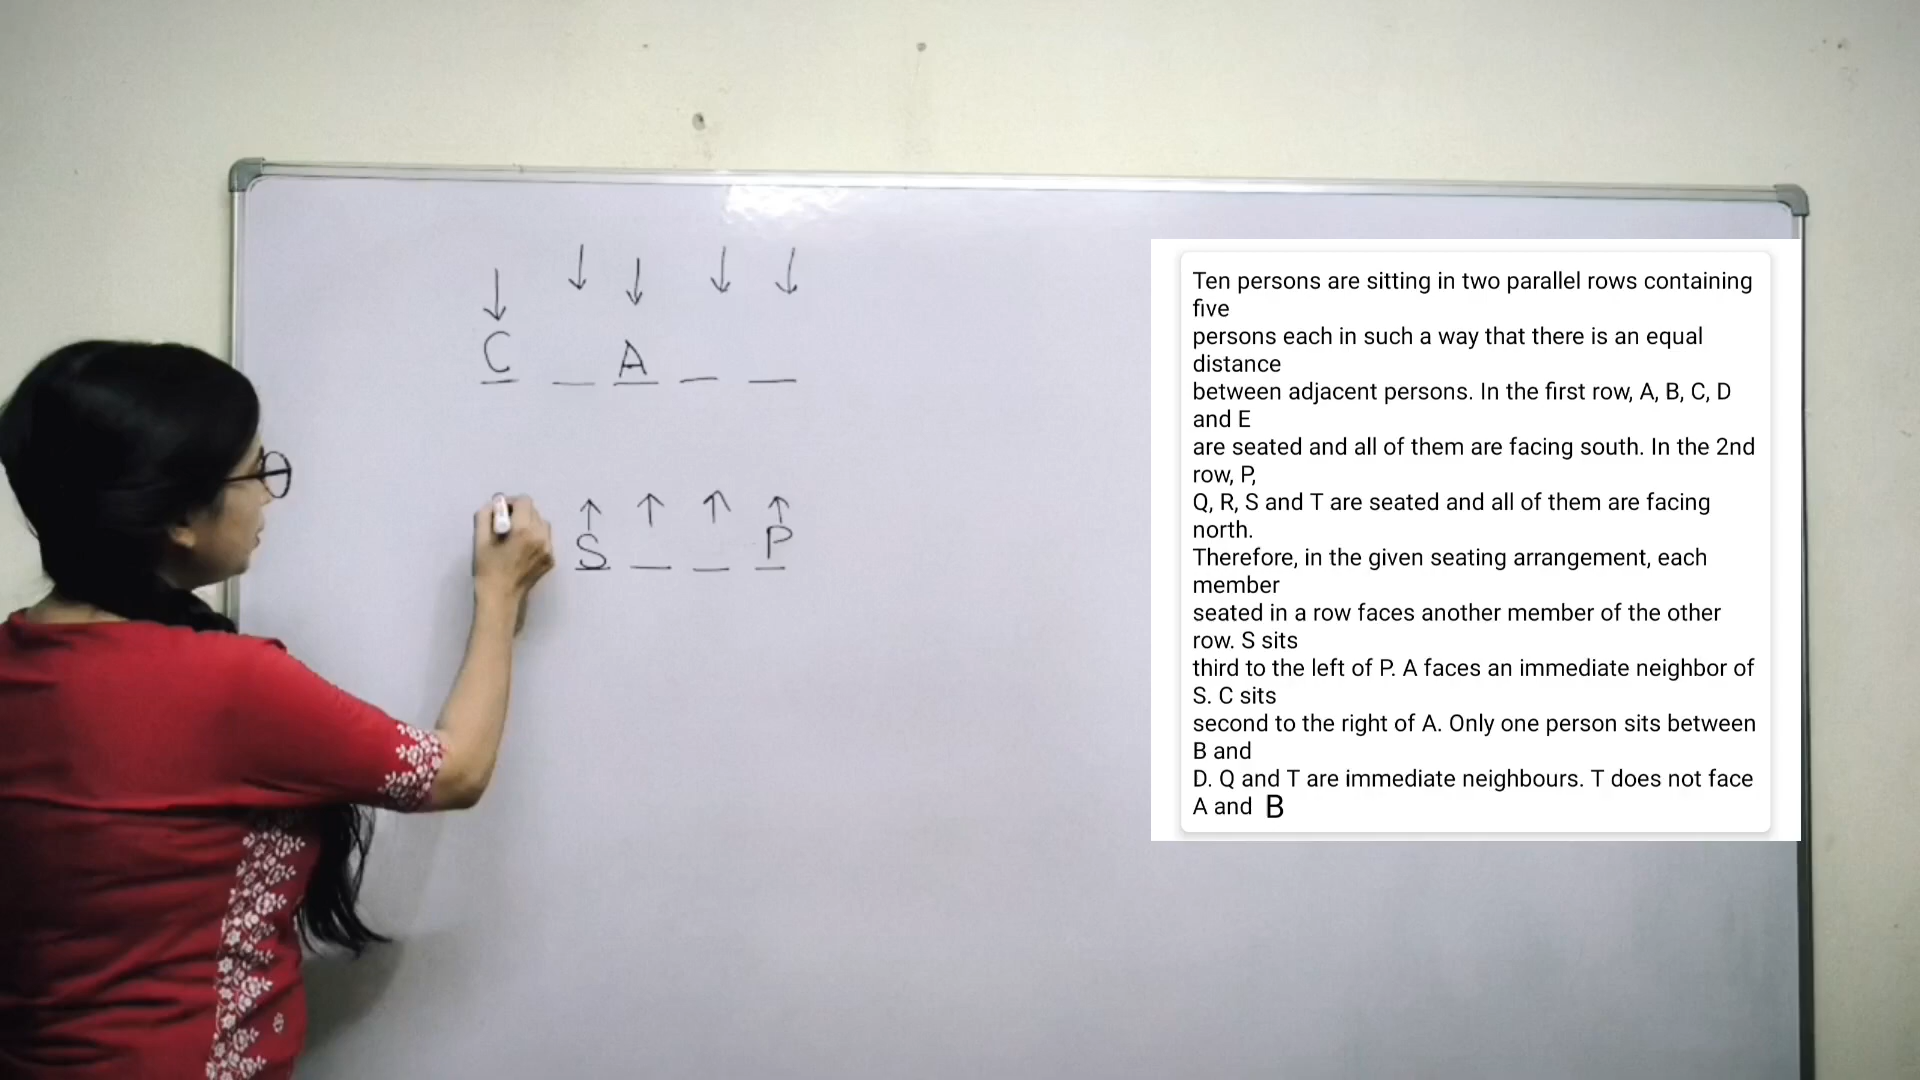 C A
S P
Ten persons are sitting in two parallel rows containing
five
persons each in such a way that there is an equal
distance
between adjacent persons. In the first row, A, B, C, D
and E
are seated and all of them are facing south. In the 2nd
row, P,
Q, R, S and T are seated and all of them are facing
north.
Therefore, in the given seating arrangement, each
member
seated in a row faces another member of the other
row. S sits
third to the left of P. A faces an immediate neighbor of
S. C sits
second to the right of A. Only one person sits between
B and
D. Q and T are immediate neighbours. T does not face
A and B